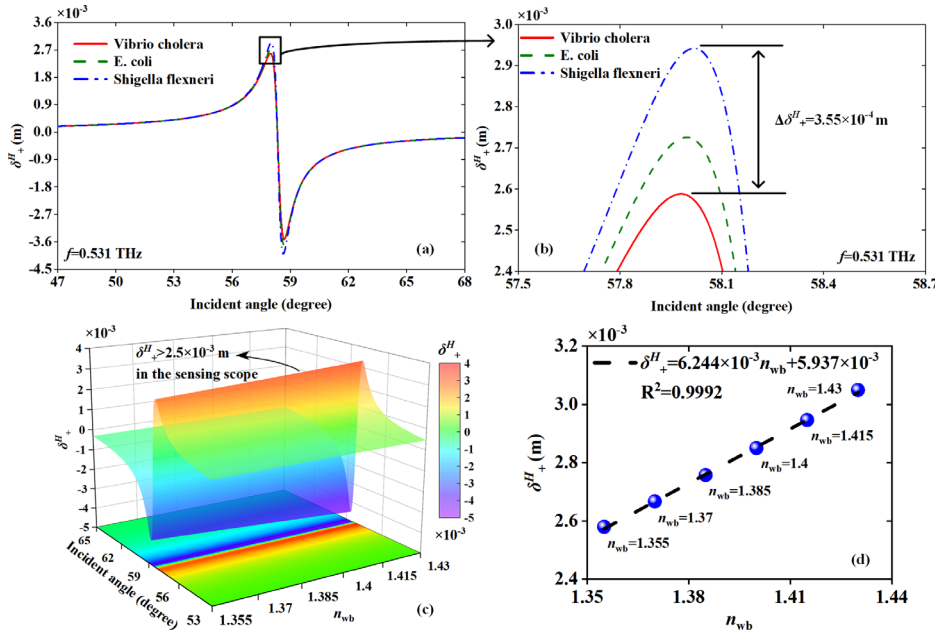 ×10⁻³
3.6
2.7
1.8
0.9
0.0
-0.9
-1.8
-2.7
-3.6
-4.5
δᴴ₊ (m)
Vibrio cholera
E. coli
Shigella flexneri
(a)
f=0.531 THz
47 50 53 56 59 62 65 68
Incident angle (degree)
×10⁻³
3.0
2.9
2.8
2.7
2.6
2.5
2.4
δᴴ₊ (m)
Vibrio cholera
E. coli
Shigella flexneri
Δδᴴ₊=3.55×10⁻⁴ m
(b)
f=0.531 THz
57.5 57.8 58.1 58.4 58.7
Incident angle (degree)
×10⁻³
4
3
2
1
0
-1
-2
-3
-4
-5
δᴴ₊
δᴴ₊>2.5×10⁻³ m
in the sensing scope
δᴴ₊
4
3
2
1
0
-1
-2
-3
-4
-5
×10⁻³
65
62
59
56
53
Incident angle (degree)
1.355
1.37
1.385
1.4
1.415
1.43
n_wb
(c)
×10⁻³
3.2
3.0
2.8
2.6
2.4
δᴴ₊ (m)
δᴴ₊=6.244×10⁻³n_wb+5.937×10⁻³
R²=0.9992
n_wb=1.43
n_wb=1.415
n_wb=1.4
n_wb=1.385
n_wb=1.37
n_wb=1.355
(d)
1.35 1.38 1.41 1.44
n_wb